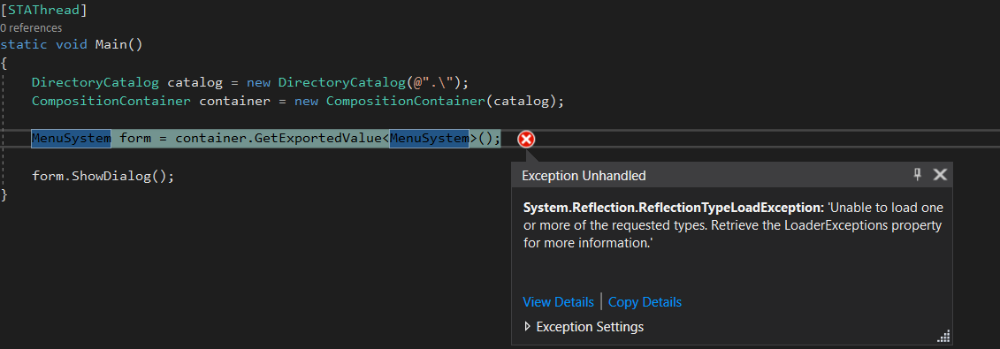 [STAThread]
0 references
static void Main()
{
DirectoryCatalog catalog = new DirectoryCatalog(@".\");
CompositionContainer container = new CompositionContainer(catalog);
MenuSystem form = container.GetExportedValue<MenuSystem>();
form.ShowDialog();
}
Exception Unhandled
System.Reflection.ReflectionTypeLoadException: 'Unable to load one
or more of the requested types. Retrieve the LoaderExceptions property
for more information.'
View Details | Copy Details
Exception Settings